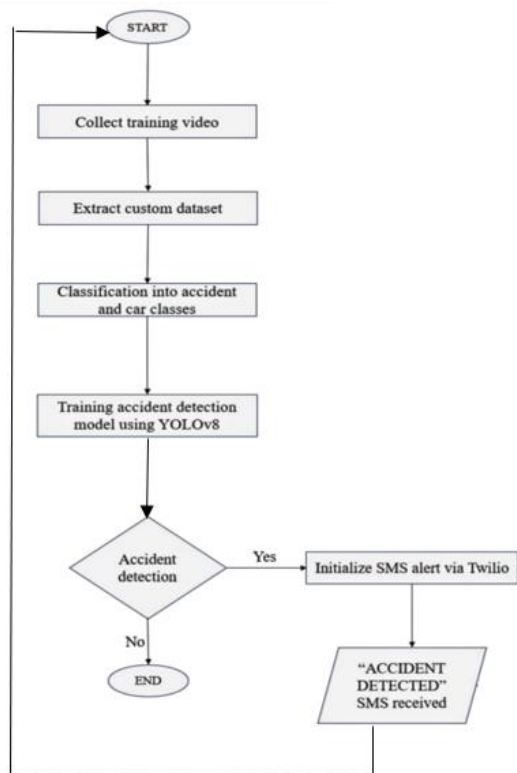 START
Collect training video
Extract custom dataset
Classification into accident
and car classes
Training accident detection
model using YOLOv8
Accident
detection
Yes
Initialize SMS alert via Twilio
No
END
“ACCIDENT
DETECTED”
SMS received